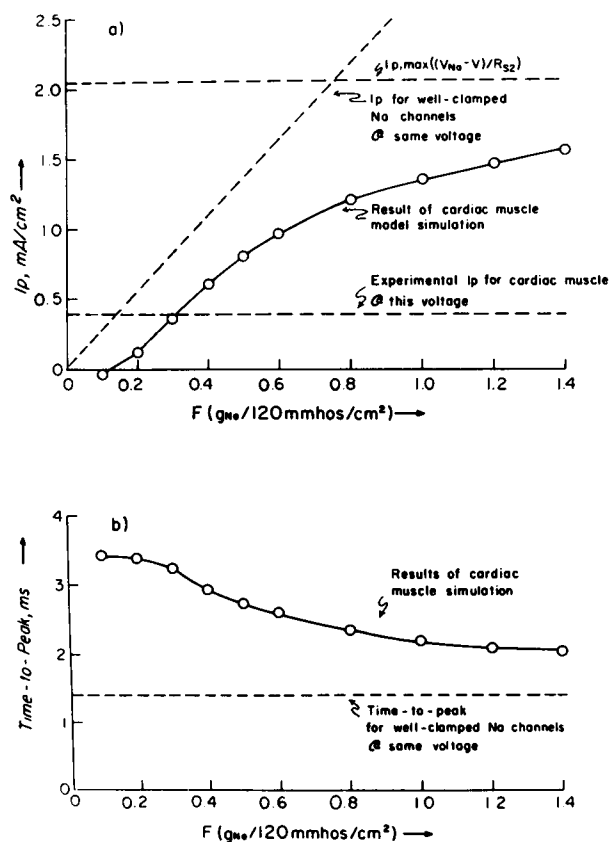 a)
2.5
2.0
1.5
1.0
0.5
0
Ip, mA/cm²
Ip,max((VNa-V)/RS2)
Ip for well-clamped
Na channels
@ same voltage
Result of cardiac muscle
model simulation
Experimental Ip for cardiac muscle
@ this voltage
0 0.2 0.4 0.6 0.8 1.0 1.2 1.4
F (gNa/120mmhos/cm²)
b)
4
3
2
1
0
Time-to-Peak, ms
Results of cardiac
muscle simulation
Time-to-peak
for well-clamped Na channels
@ same voltage
0 0.2 0.4 0.6 0.8 1.0 1.2 1.4
F (gNa/120mmhos/cm²)